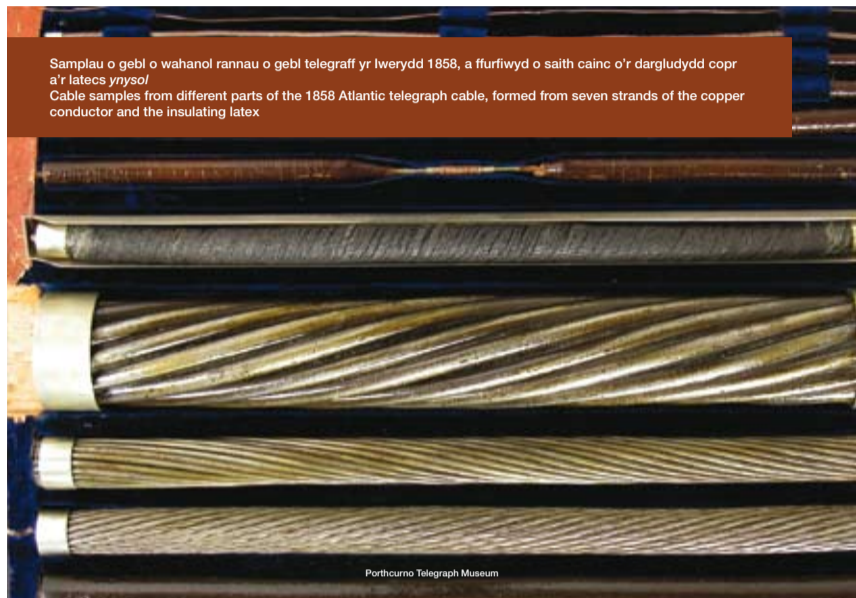 Samplau o gebl o wahanol rannau o gebl telegraff yr Iwerydd 1858, a ffurfiwyd o saith cainc o'r dargludydd copr
a'r latecs ynysol
Cable samples from different parts of the 1858 Atlantic telegraph cable, formed from seven strands of the copper
conductor and the insulating latex
Porthcurno Telegraph Museum